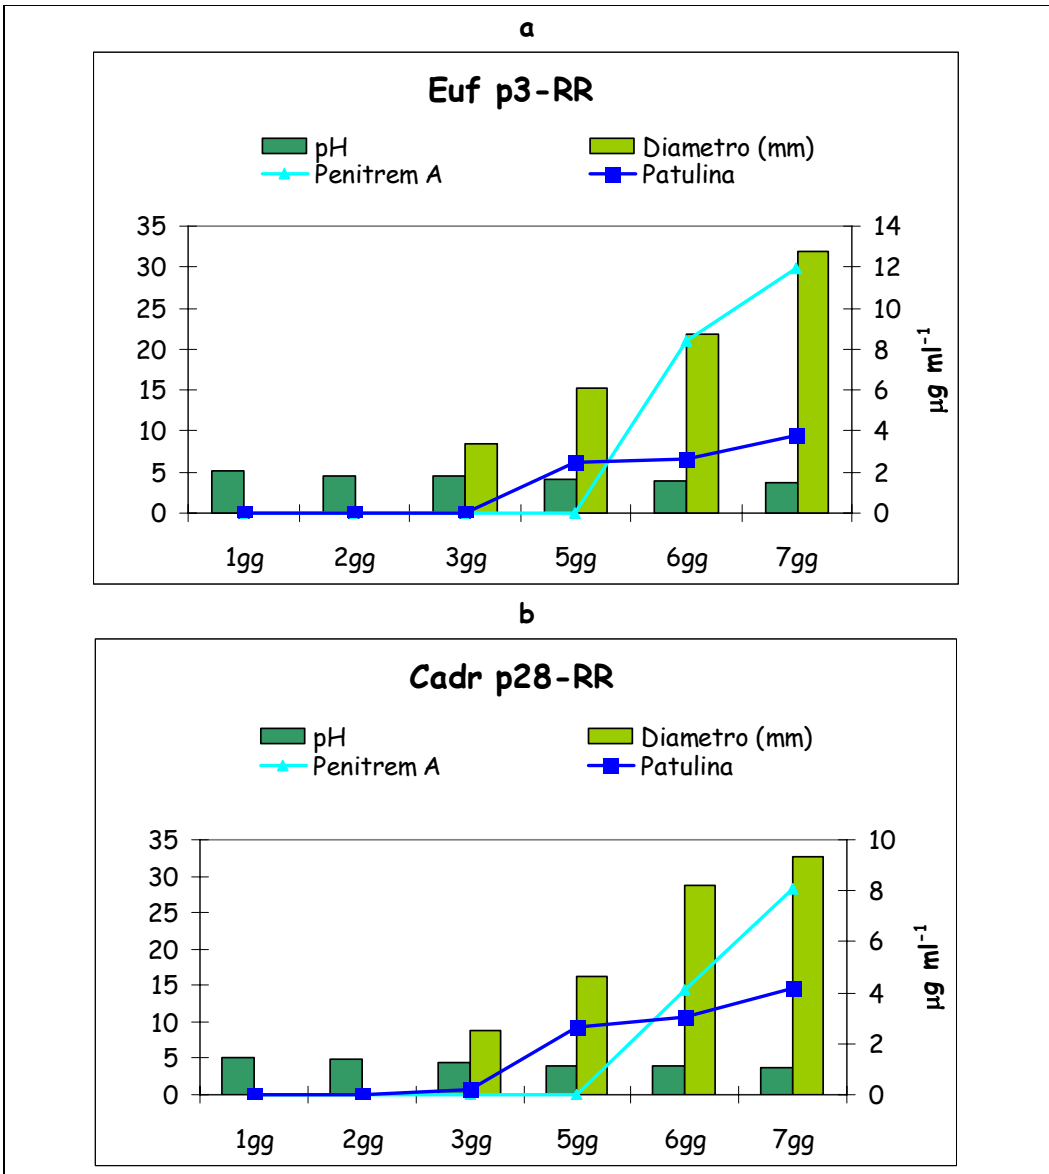 a
Euf p3-RR
pH Diametro (mm)
Penitrem A Patulina
35 14
30 12
25 10
20 8
15 6
10 4
5 2
0 0
µg ml⁻¹
1gg 2gg 3gg 5gg 6gg 7gg
b
Cadr p28-RR
pH Diametro (mm)
Penitrem A Patulina
35 10
30
25 8
20 6
15
10 4
5 2
0 0
µg ml⁻¹
1gg 2gg 3gg 5gg 6gg 7gg